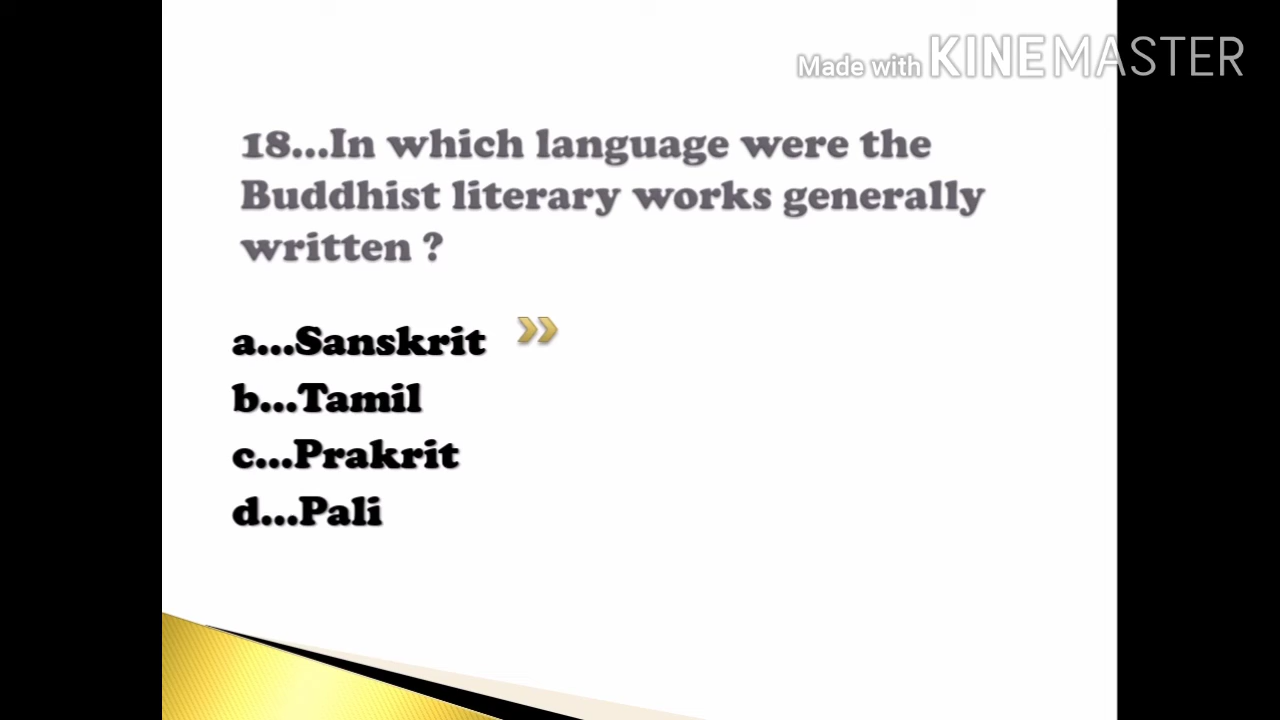 Made with KINEMASTER
18...In which language were the
Buddhist literary works generally
written ?
a...Sanskrit
b...Tamil
c...Prakrit
d...Pali